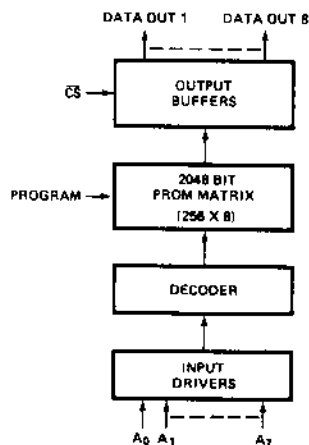 DATA OUT 1 DATA OUT 8
CS OUTPUT
BUFFERS
2048 BIT
PROGRAM PROM MATRIX
(256 X 8)
DECODER
INPUT
DRIVERS
A0 A1 A7